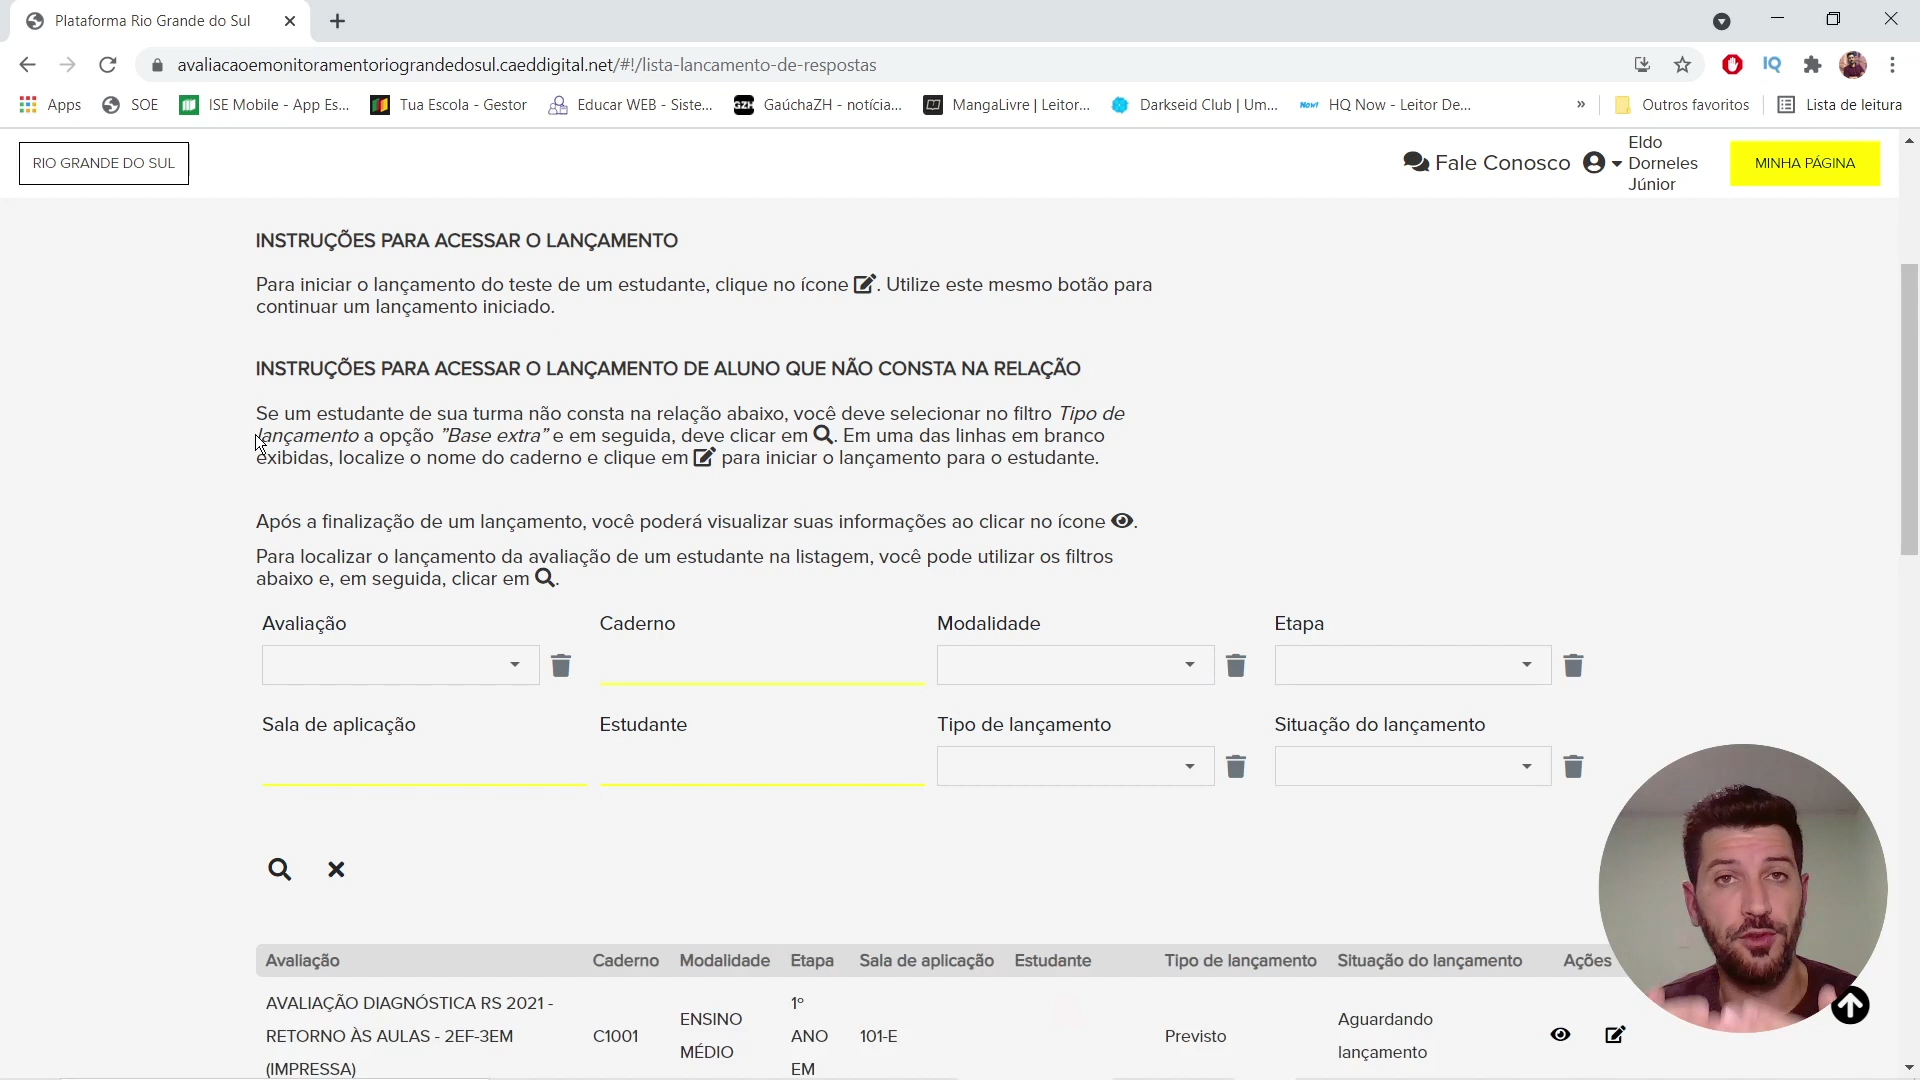 Plataforma Rio Grande do Sul
avaliacaoemonitoramentoriograndedosul.caeddigital.net/#!/lista-lancamento-de-respostas
IQ
Apps SOE ISE Mobile - App Es... Tua Escola - Gestor Educar WEB - Siste... GZH GaúchaZH - notícia... MangaLivre | Leitor... Darkseid Club | Um... Now! HQ Now - Leitor De... » Outros favoritos Lista de leitura
RIO GRANDE DO SUL
Fale Conosco
Eldo
Dorneles
Júnior
MINHA PÁGINA
INSTRUÇÕES PARA ACESSAR O LANÇAMENTO
Para iniciar o lançamento do teste de um estudante, clique no ícone . Utilize este mesmo botão para
continuar um lançamento iniciado.
INSTRUÇÕES PARA ACESSAR O LANÇAMENTO DE ALUNO QUE NÃO CONSTA NA RELAÇÃO
Se um estudante de sua turma não consta na relação abaixo, você deve selecionar no filtro Tipo de
lançamento a opção "Base extra" e em seguida, deve clicar em . Em uma das linhas em branco
exibidas, localize o nome do caderno e clique em para iniciar o lançamento para o estudante.
Após a finalização de um lançamento, você poderá visualizar suas informações ao clicar no ícone .
Para localizar o lançamento da avaliação de um estudante na listagem, você pode utilizar os filtros
abaixo e, em seguida, clicar em .
Avaliação Caderno Modalidade Etapa
Sala de aplicação Estudante Tipo de lançamento Situação do lançamento
Avaliação Caderno Modalidade Etapa Sala de aplicação Estudante Tipo de lançamento Situação do lançamento Ações
AVALIAÇÃO DIAGNÓSTICA RS 2021 -
RETORNO ÀS AULAS - 2EF-3EM
(IMPRESSA)
C1001
ENSINO
MÉDIO
1º
ANO
EM
101-E
Previsto
Aguardando
lançamento